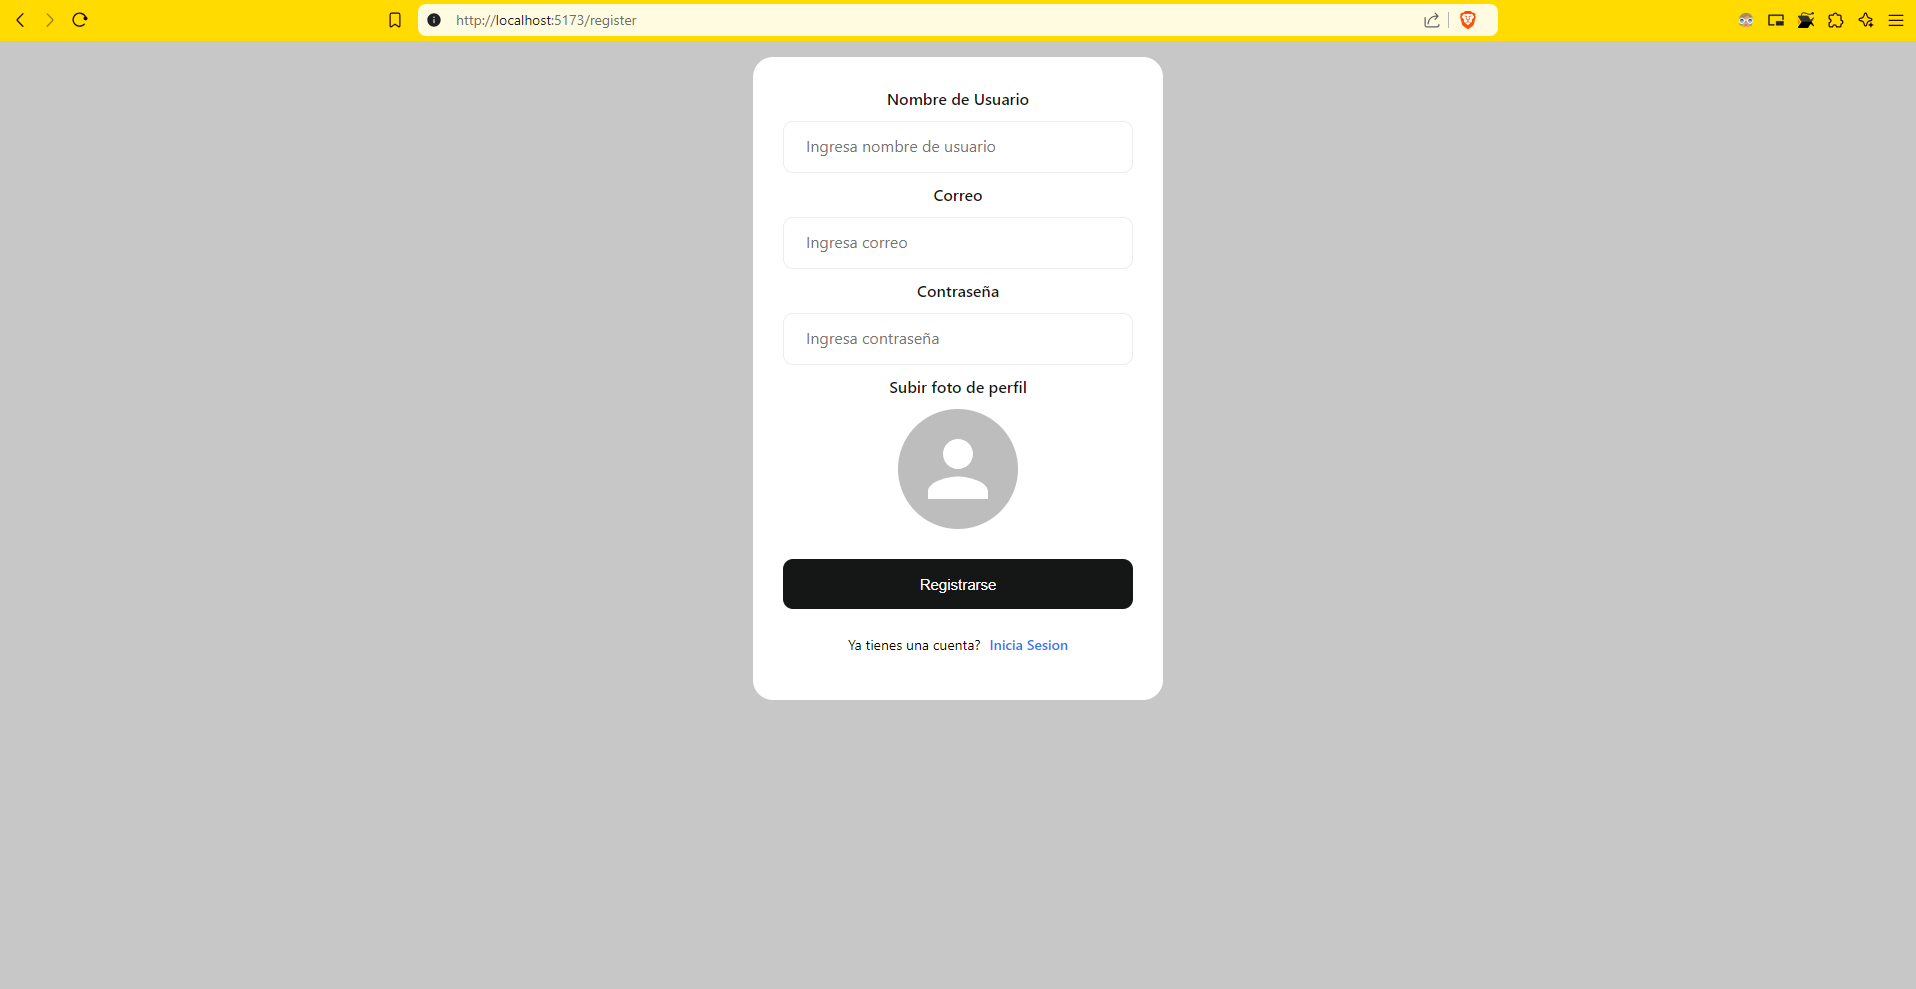 http://localhost:5173/register
Nombre de Usuario
Ingresa nombre de usuario
Correo
Ingresa correo
Contraseña
Ingresa contraseña
Subir foto de perfil
Registrarse
Ya tienes una cuenta? Inicia Sesion